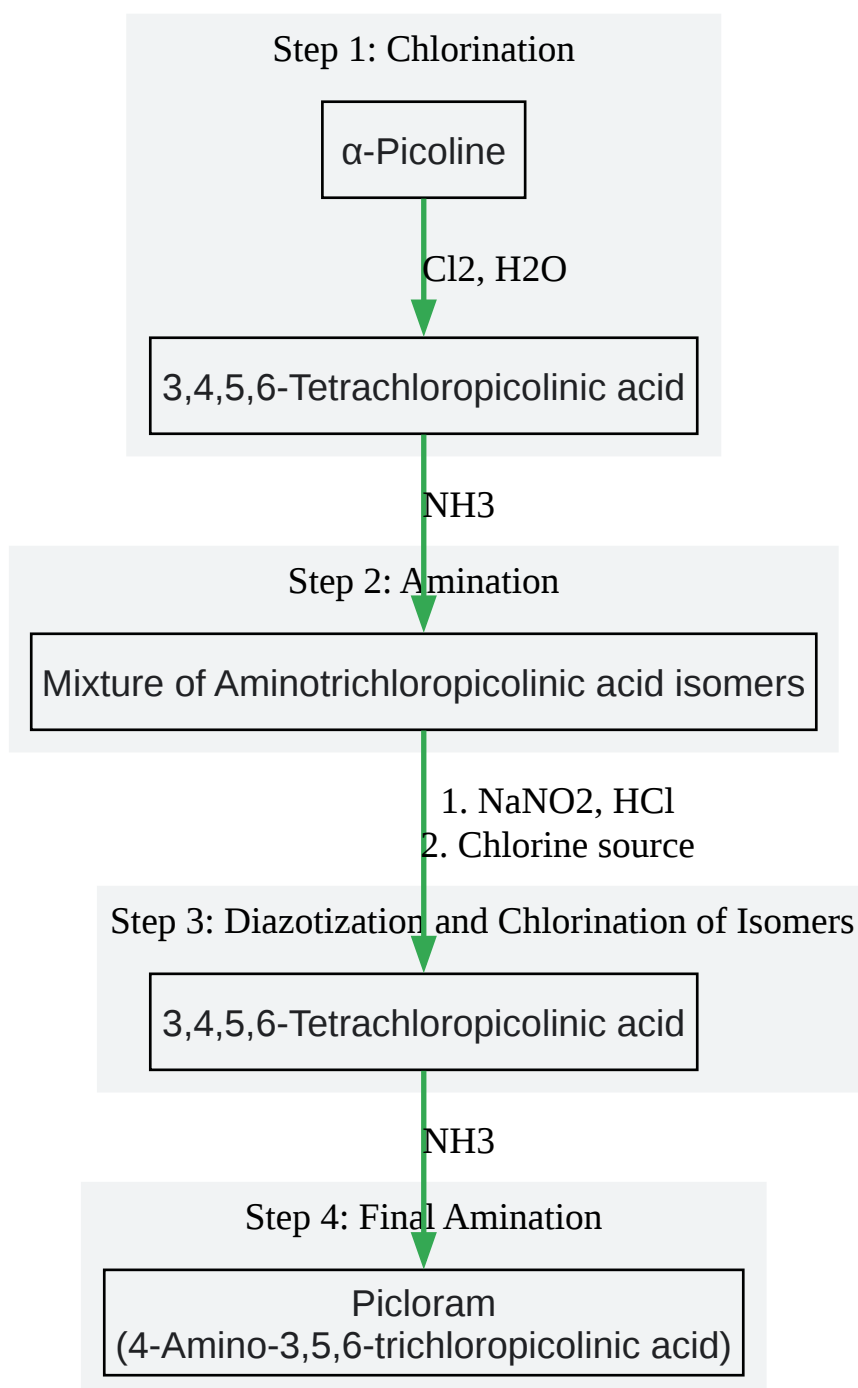 Step 1: Chlorination
α-Picoline
Cl2, H2O
3,4,5,6-Tetrachloropicolinic acid
NH3
Step 2: Amination
Mixture of Aminotrichloropicolinic acid isomers
1. NaNO2, HCl
2. Chlorine source
Step 3: Diazotization and Chlorination of Isomers
3,4,5,6-Tetrachloropicolinic acid
NH3
Step 4: Final Amination
Picloram
(4-Amino-3,5,6-trichloropicolinic acid)